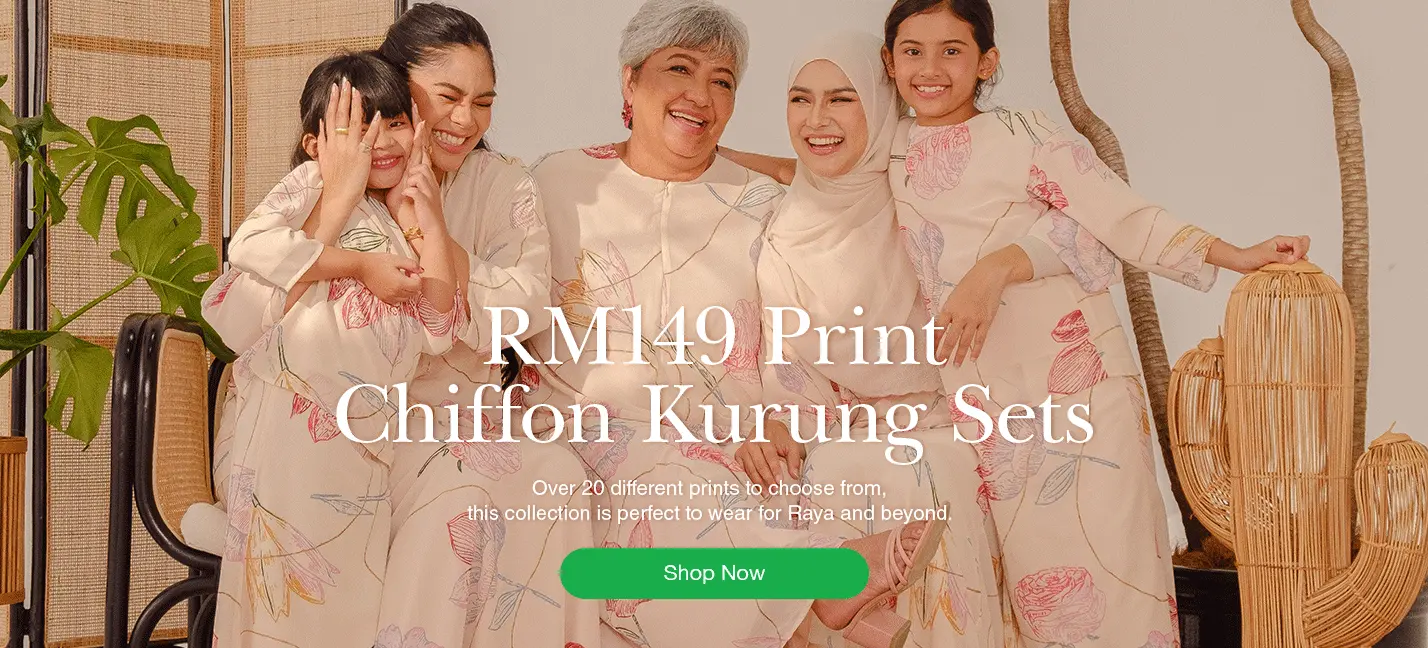 RM149 Print
Chiffon Kurung Sets
Over 20 different prints to choose from,
this collection is perfect to wear for Raya and beyond.
Shop Now